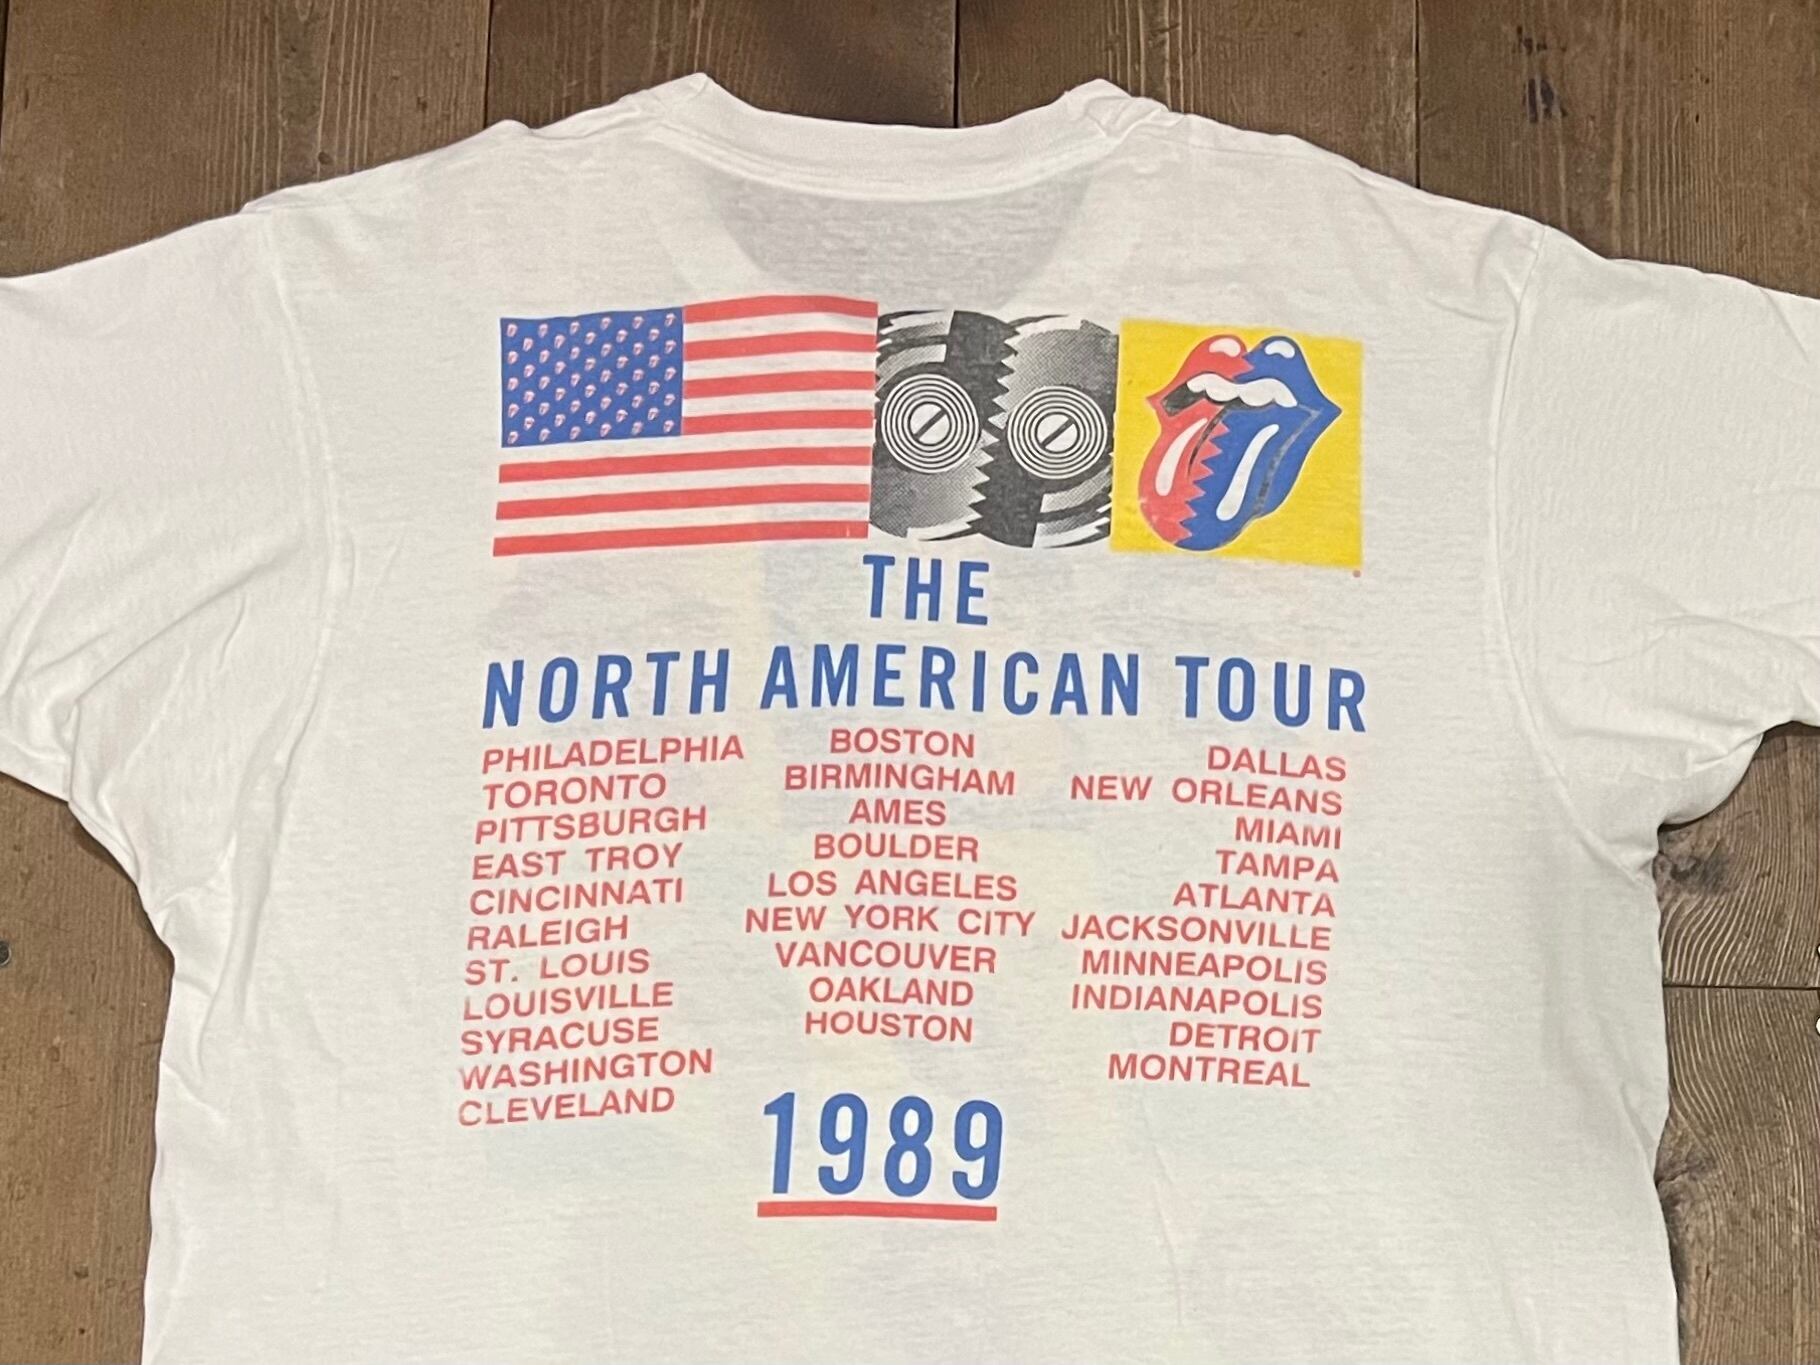 THE
NORTH AMERICAN TOUR
PHILADELPHIA
TORONTO
PITTSBURGH
EAST TROY
CINCINNATI
RALEIGH
ST. LOUIS
LOUISVILLE
SYRACUSE
WASHINGTON
CLEVELAND
BOSTON
BIRMINGHAM
AMES
BOULDER
LOS ANGELES
NEW YORK CITY
VANCOUVER
OAKLAND
HOUSTON
DALLAS
NEW ORLEANS
MIAMI
TAMPA
ATLANTA
JACKSONVILLE
MINNEAPOLIS
INDIANAPOLIS
DETROIT
MONTREAL
1989